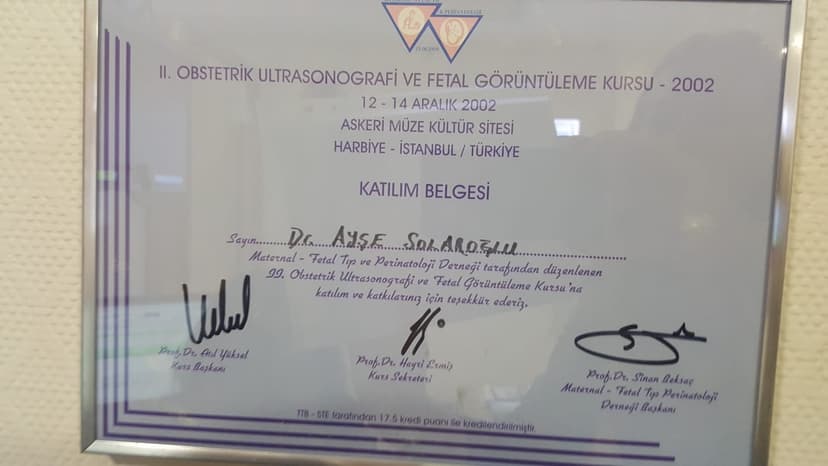 II. OBSTETRİK ULTRASONOGRAFİ VE FETAL GÖRÜNTÜLEME KURSU - 2002
12 - 14 ARALIK 2002
ASKERİ MÜZE KÜLTÜR SİTESİ
HARBİYE - İSTANBUL / TÜRKİYE
KATILIM BELGESİ
Sayın.......... Dr. AYŞE SOLAROĞLU ..........
Maternal - Fetal Tıp ve Perinatoloji Derneği tarafından düzenlenen
II. Obstetrik Ultrasonografi ve Fetal Görüntüleme Kursu'na
katılım ve katkılarınız için teşekkür ederiz.
Prof. Dr. Atıl Yüksel
Kurs Başkanı
Prof. Dr. Hayri Ermiş
Kurs Sekreteri
Prof. Dr. Sinan Beksaç
Maternal - Fetal Tıp Perinatoloji
Derneği Başkanı
TTB - STE tarafından 17.5 kredi puanı ile kredilendirilmiştir.